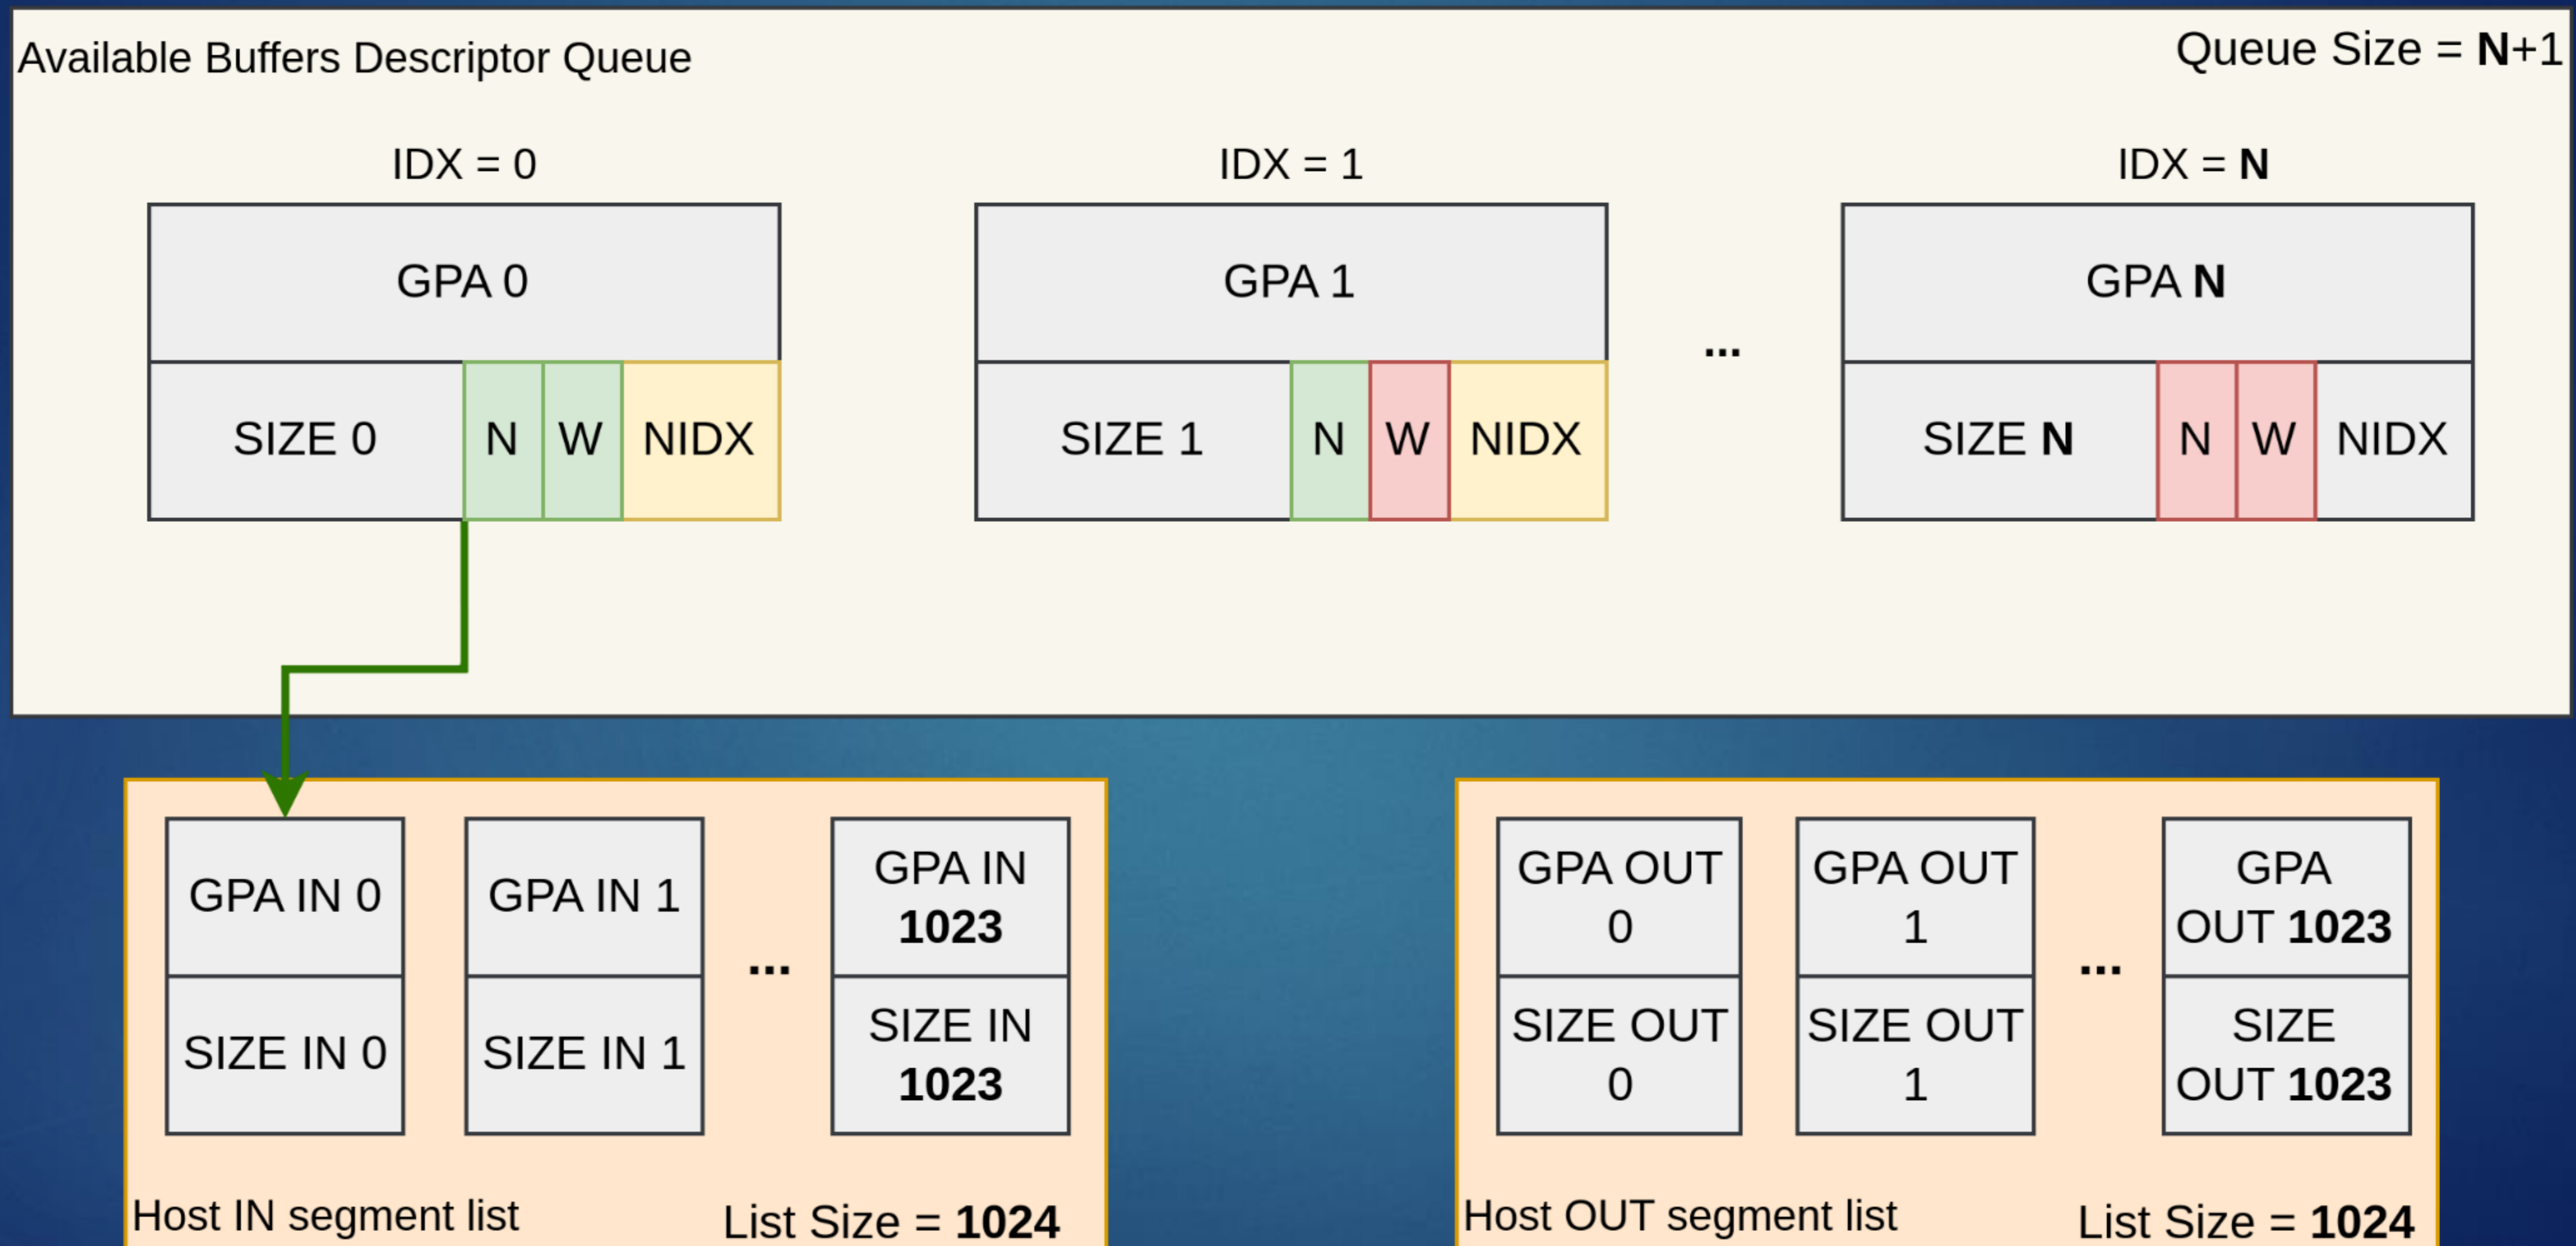 Available Buffers Descriptor Queue
Queue Size = N+1
IDX = 0
IDX = 1
IDX = N
GPA 0
GPA 1
GPA N
...
SIZE 0
N
W
NIDX
SIZE 1
N
W
NIDX
SIZE N
N
W
NIDX
GPA IN 0
GPA IN 1
...
GPA IN
1023
SIZE IN 0
SIZE IN 1
SIZE IN
1023
Host IN segment list
List Size = 1024
GPA OUT
0
GPA OUT
1
...
GPA
OUT 1023
SIZE OUT
0
SIZE OUT
1
SIZE
OUT 1023
Host OUT segment list
List Size = 1024